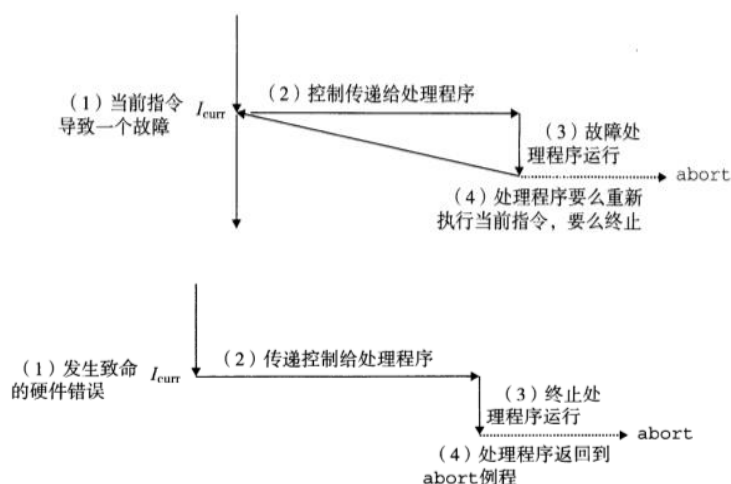 (1)当前指令 I_curr
导致一个故障
(2)控制传递给处理程序
(3)故障处
理程序运行
abort
(4)处理程序要么重新
执行当前指令,要么终止
(1)发生致命 I_curr
的硬件错误
(2)传递控制给处理程序
(3)终止处
理程序运行
abort
(4)处理程序返回到
abort例程